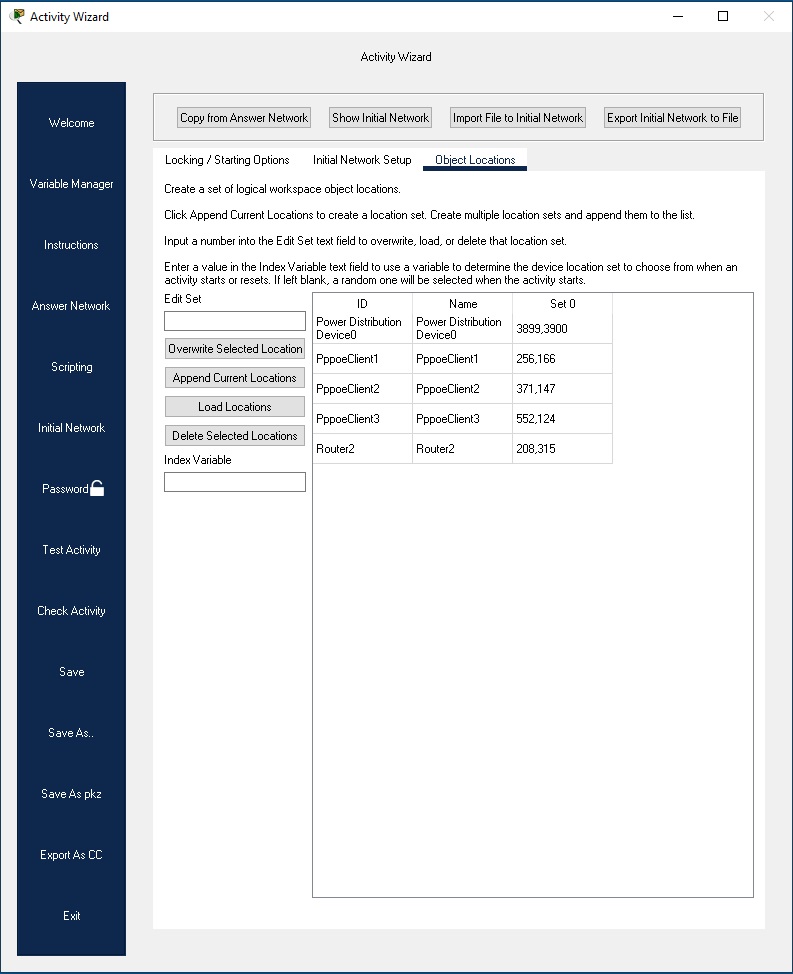 Activity Wizard
Activity Wizard
Welcome
Variable Manager
Instructions
Answer Network
Scripting
Initial Network
Password
Test Activity
Check Activity
Save
Save As..
Save As pkz
Export As CC
Exit
Copy from Answer Network
Show Initial Network
Import File to Initial Network
Export Initial Network to File
Locking / Starting Options
Initial Network Setup
Object Locations
Create a set of logical workspace object locations.
Click Append Current Locations to create a location set. Create multiple location sets and append them to the list.
Input a number into the Edit Set text field to overwrite, load, or delete that location set.
Enter a value in the Index Variable text field to use a variable to determine the device location set to choose from when an
activity starts or resets. If left blank, a random one will be selected when the activity starts.
Edit Set
Overwrite Selected Location
Append Current Locations
Load Locations
Delete Selected Locations
Index Variable
ID Name Set 0
Power Distribution Power Distribution
Device0 Device0 3899,3900
PppoeClient1 PppoeClient1 256,166
PppoeClient2 PppoeClient2 371,147
PppoeClient3 PppoeClient3 552,124
Router2 Router2 208,315